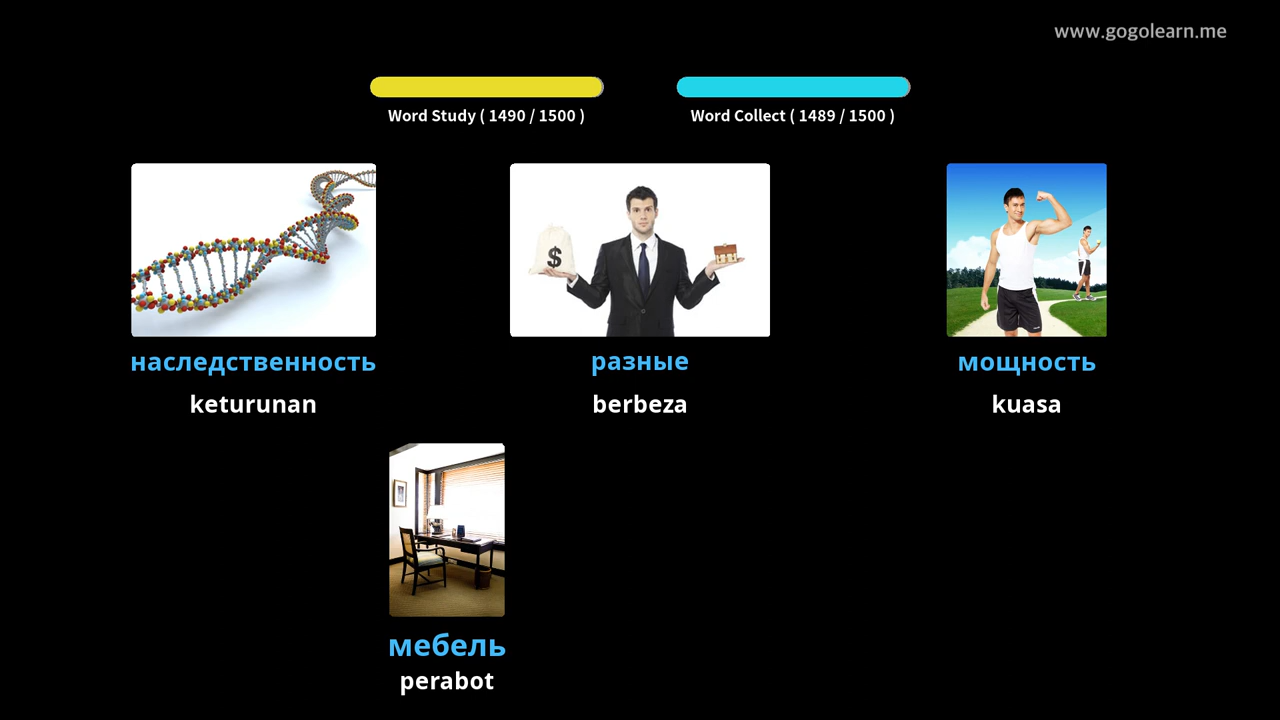 www.gogolearn.me
Word Study ( 1490 / 1500 )
Word Collect ( 1489 / 1500 )
наследственность
разные
мощность
keturunan
berbeza
kuasa
мебель
perabot